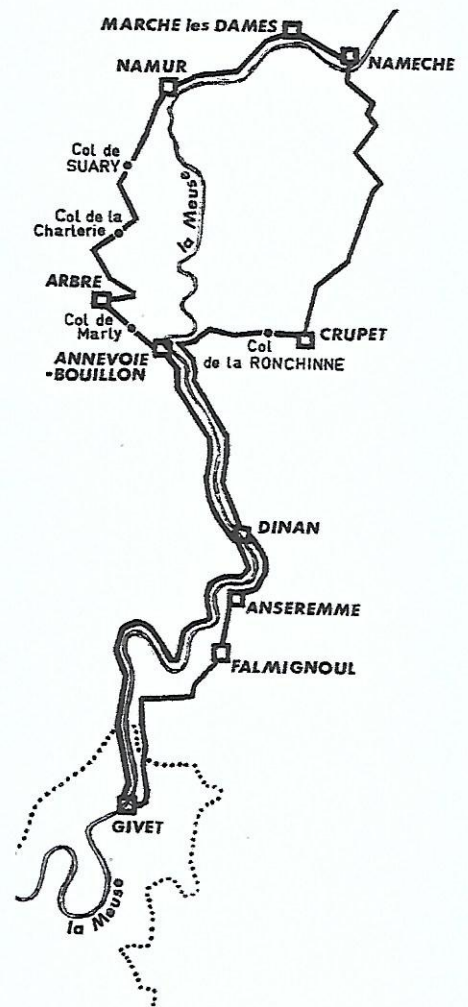 MARCHE les DAMES
NAMECHE
NAMUR
Col de
SUARY
la Meuse
Col de la
Charlerie
ARBRE
Col de
Marly
ANNEVOIE
-BOUILLON
CRUPET
Col
de la RONCHINNE
DINAN
ANSEREMME
FALMIGNOUL
GIVET
la Meuse